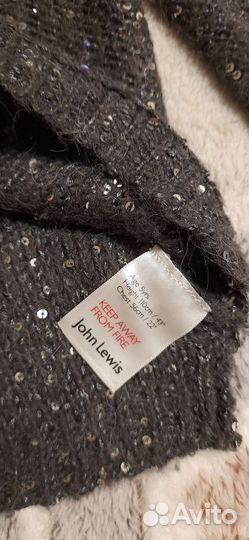 Age 5yrs
Height 110cm / 43"
Chest 56cm / 22"
KEEP AWAY
FROM FIRE
John Lewis
Avito